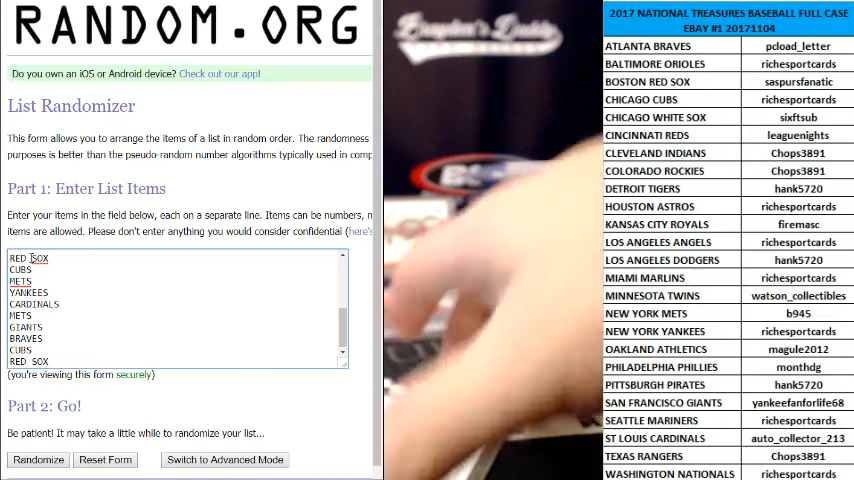 RANDOM.ORG
Do you own an iOS or Android device? Check out our app!
List Randomizer
This form allows you to arrange the items of a list in random order. The randomness
purposes is better than the pseudo-random number algorithms typically used in comp
Part 1: Enter List Items
Enter your items in the field below, each on a separate line. Items can be numbers, n
items are allowed. Please don't enter anything you would consider confidential (here's
RED SOX
CUBS
METS
YANKEES
CARDINALS
METS
GIANTS
BRAVES
CUBS
RED SOX
(you're viewing this form securely)
Part 2: Go!
Be patient! It may take a little while to randomize your list...
Randomize Reset Form Switch to Advanced Mode
Brayden's Daddy
2017 NATIONAL TREASURES BASEBALL FULL CASE
EBAY #1 20171104
ATLANTA BRAVES pcload_letter
BALTIMORE ORIOLES richesportcards
BOSTON RED SOX saspursfanatic
CHICAGO CUBS richesportcards
CHICAGO WHITE SOX sixftsub
CINCINNATI REDS leaguenights
CLEVELAND INDIANS Chops3891
COLORADO ROCKIES Chops3891
DETROIT TIGERS hank5720
HOUSTON ASTROS richesportcards
KANSAS CITY ROYALS firemasc
LOS ANGELES ANGELS richesportcards
LOS ANGELES DODGERS hank5720
MIAMI MARLINS richesportcards
MINNESOTA TWINS watson_collectibles
NEW YORK METS b945
NEW YORK YANKEES richesportcards
OAKLAND ATHLETICS magule2012
PHILADELPHIA PHILLIES monthdg
PITTSBURGH PIRATES hank5720
SAN FRANCISCO GIANTS yankeefanforlife68
SEATTLE MARINERS richesportcards
ST LOUIS CARDINALS auto_collector_213
TEXAS RANGERS Chops3891
WASHINGTON NATIONALS richesportcards